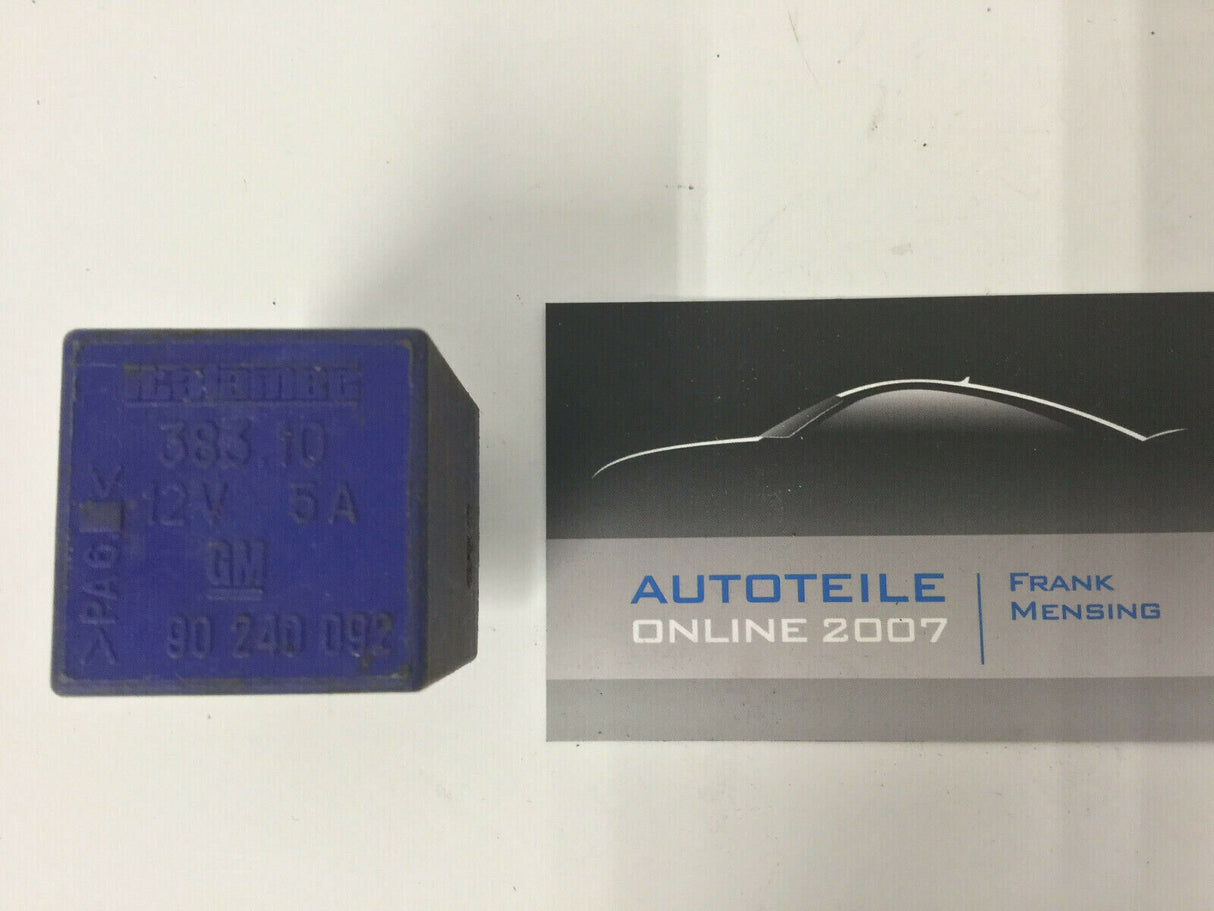 383.10
12V 5A
GM
90 240 092
>PA6
AUTOTEILE
ONLINE 2007
FRANK
MENSING